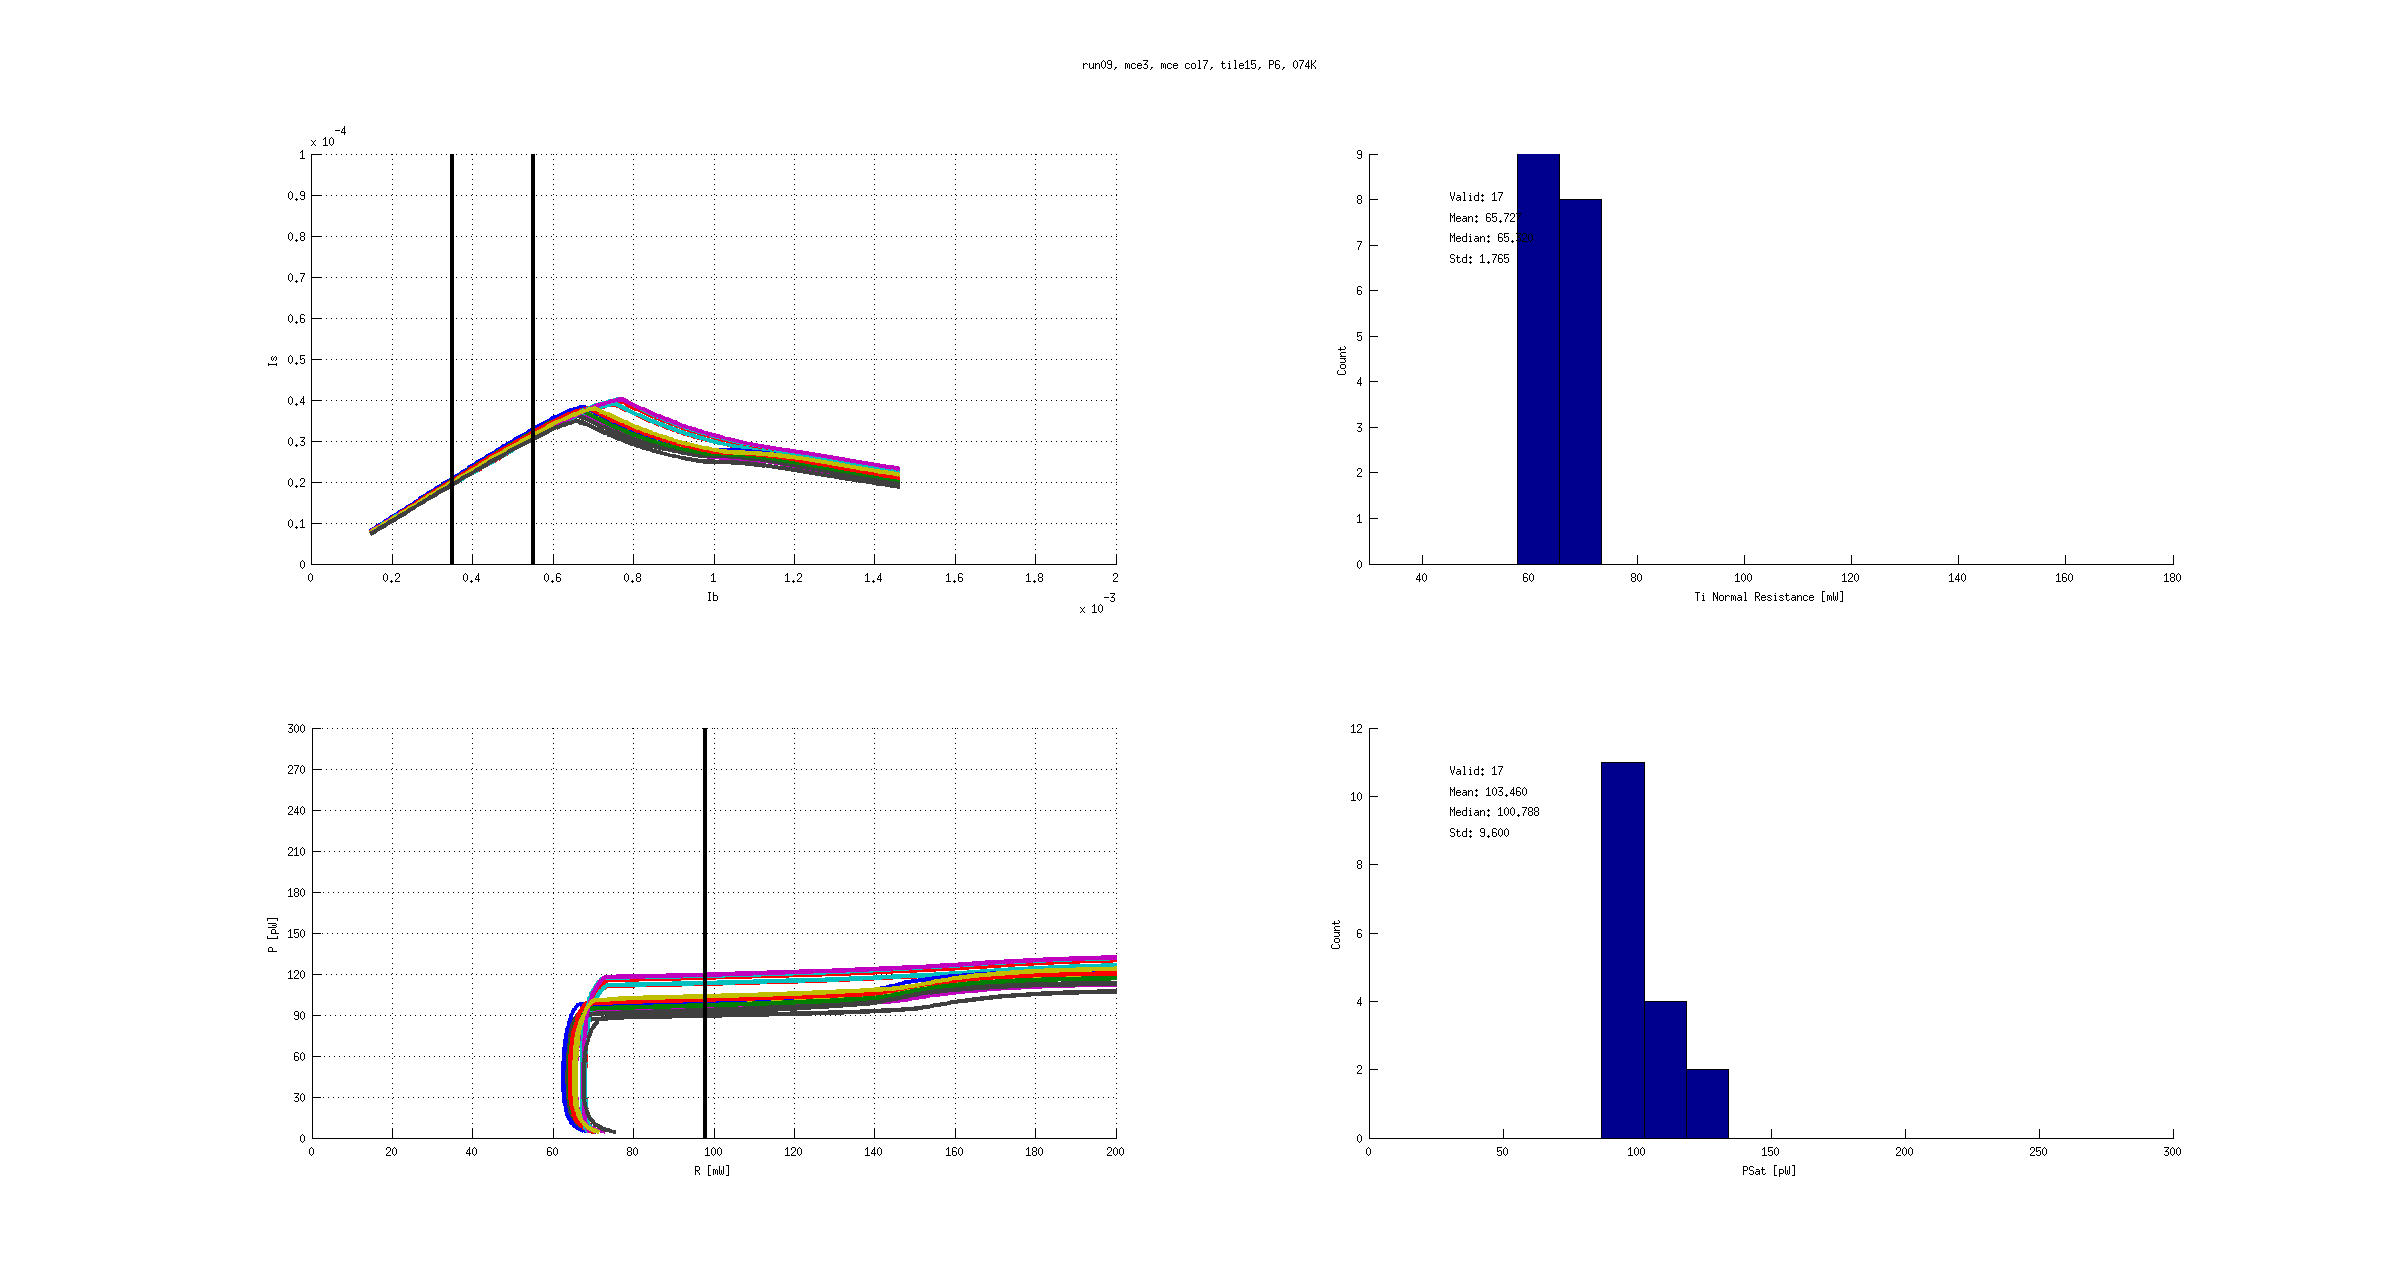 run09, mce3, mce col7, tile15, P6, 074K
x 10^-4
1
0.9
0.8
0.7
0.6
0.5
0.4
0.3
0.2
0.1
0
Is
0 0.2 0.4 0.6 0.8 1 1.2 1.4 1.6 1.8 2
Ib
x 10^-3
9
8
7
6
5
4
3
2
1
0
Count
Valid: 17
Mean:
Median:
Std: 1.765
40 60 80 100 120 140 160 180
Ti Normal Resistance [mW]
300
270
240
210
180
150
120
90
60
30
0
P [pW]
0 20 40 60 80 100 120 140 160 180 200
R [mW]
12
10
8
6
4
2
0
Count
Valid: 17
Mean: 103.460
Median: 100.788
Std: 9.600
0 50 100 150 200 250 300
PSat [pW]